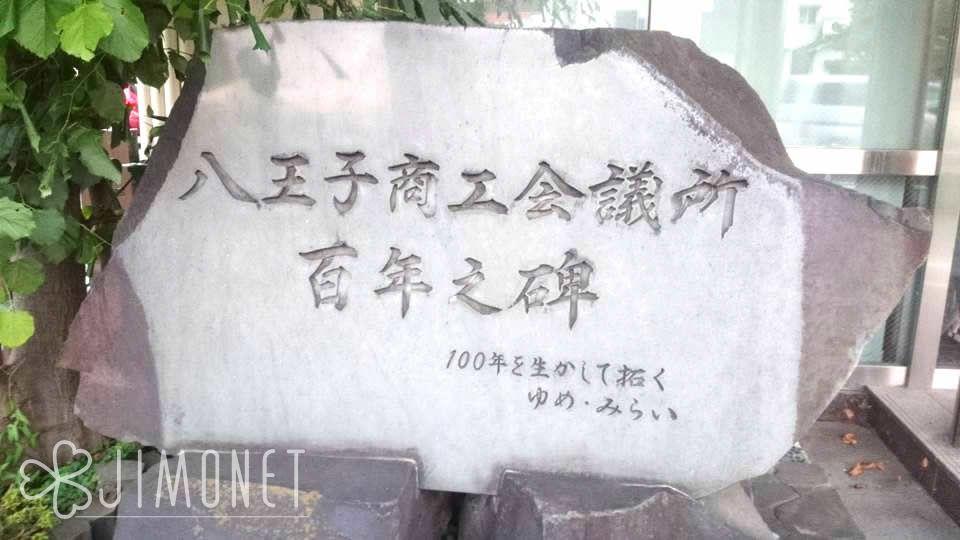 八王子商工会議所
百年之碑
100年を生かして拓く
ゆめ・みらい
JIMONET